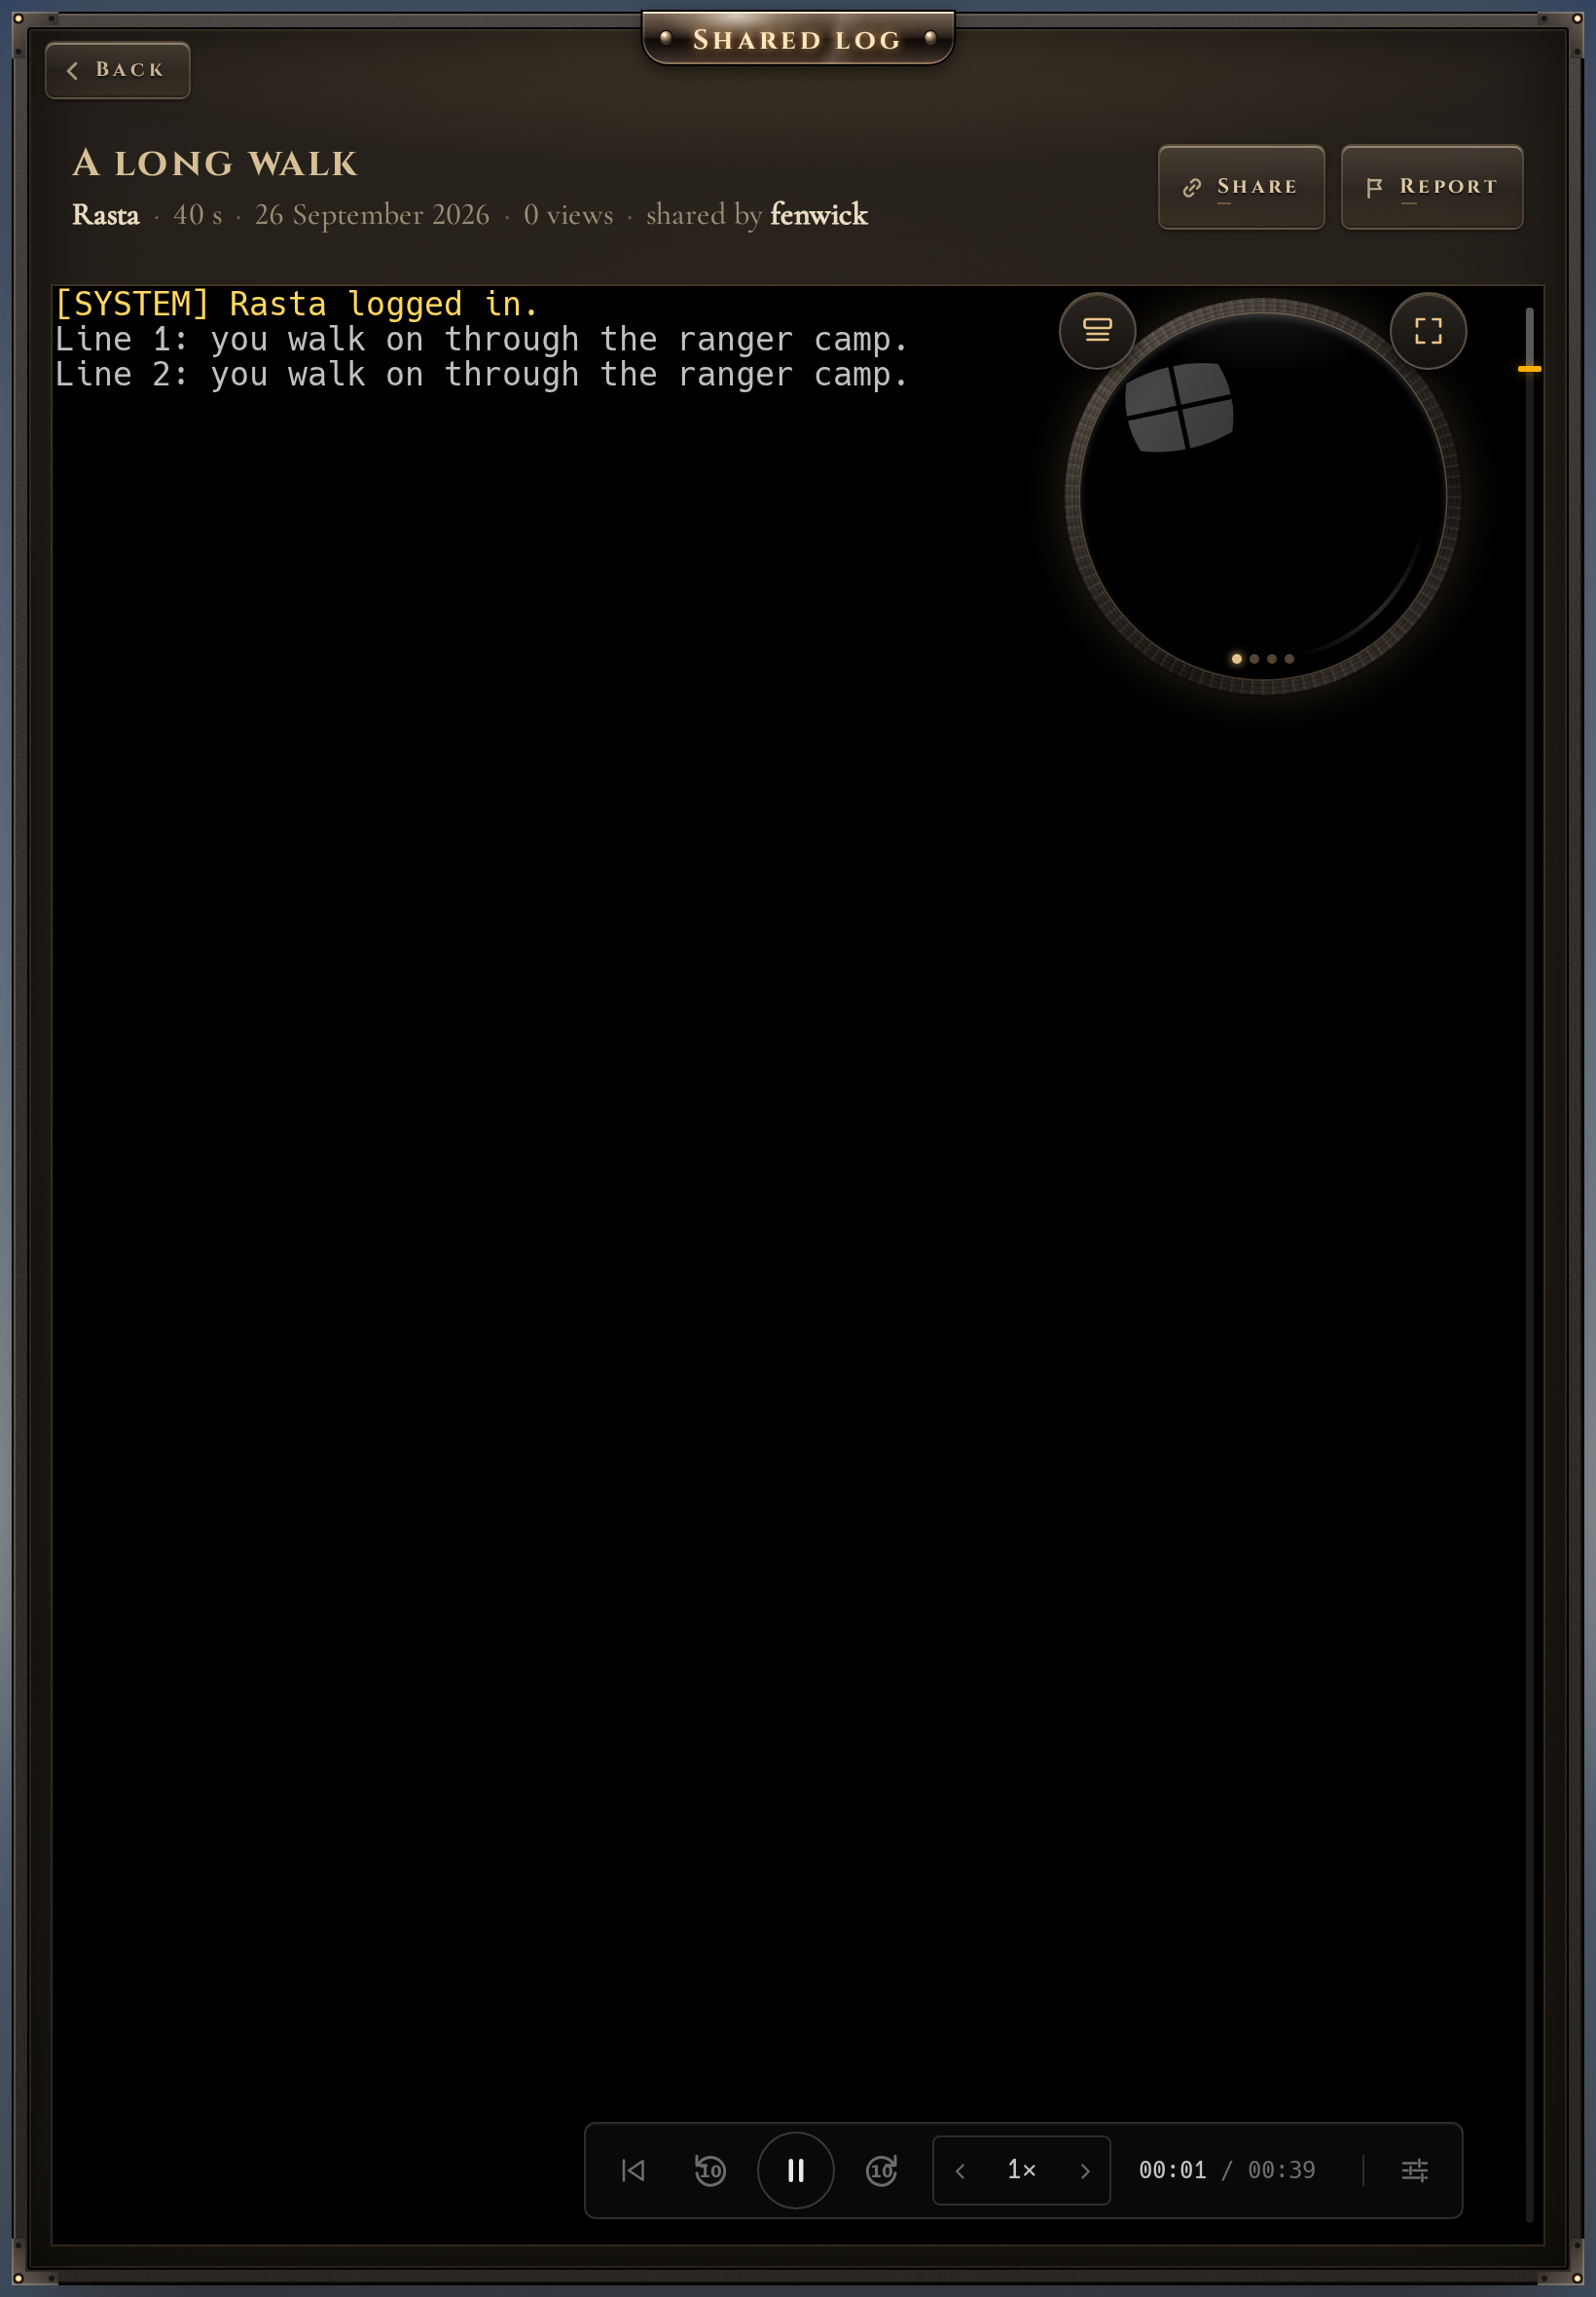 Shared log
Back
A long walk
Rasta · 40 s · 26 September 2026 · 0 views · shared by fenwick
Share
Report
[SYSTEM] Rasta logged in.
Line 1: you walk on through the ranger camp.
Line 2: you walk on through the ranger camp.
10
10
1×
00:01 / 00:39